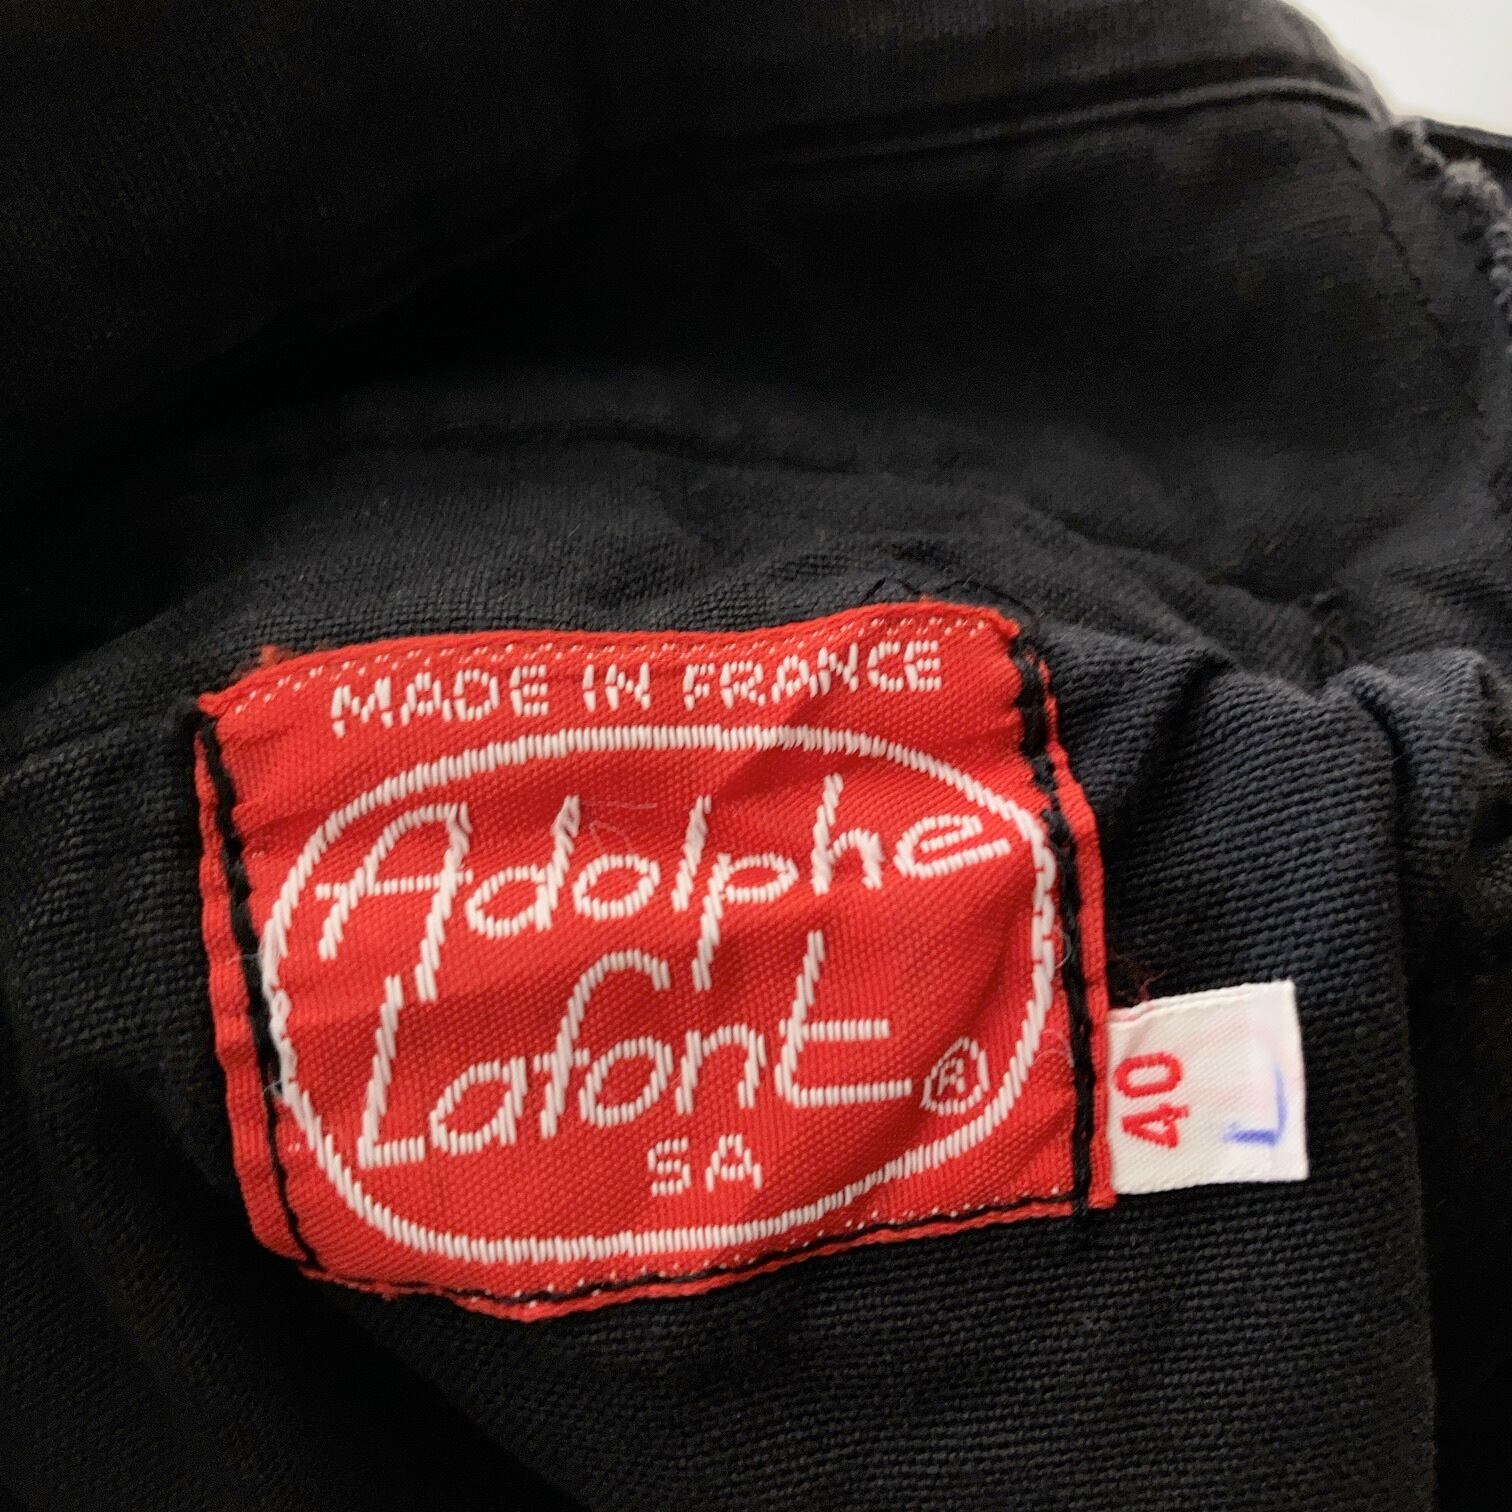 MADE IN FRANCE
Adolphe
Lafont ®
SA
40
L